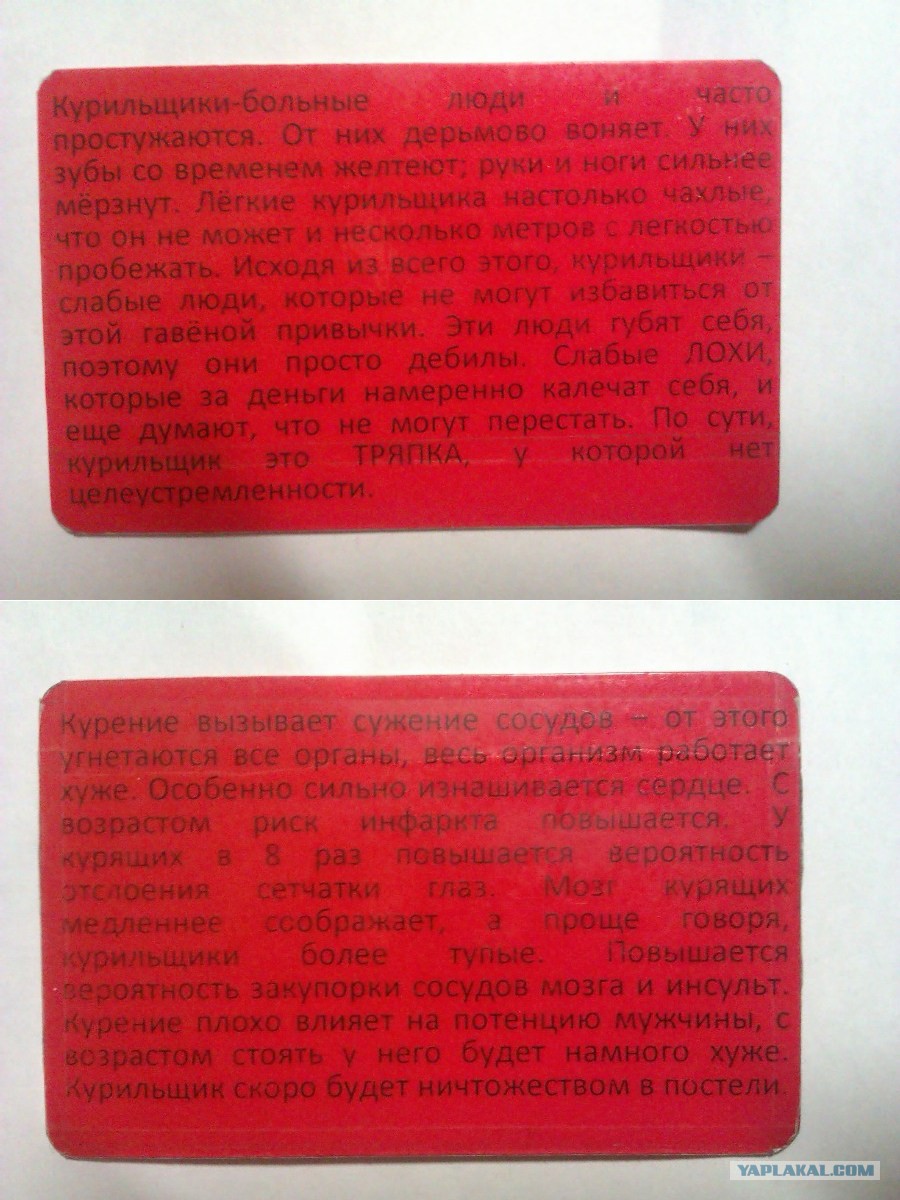 Курильщики-больные люди и часто
простужаются. От них дерьмово воняет. У них
зубы со временем желтеют; руки и ноги сильнее
мёрзнут. Лёгкие курильщика настолько чахлые,
что он не может и несколько метров с легкостью
пробежать. Исходя из всего этого, курильщики –
слабые люди, которые не могут избавиться от
этой гавёной привычки. Эти люди губят себя,
поэтому они просто дебилы. Слабые ЛОХИ,
которые за деньги намеренно калечат себя, и
еще думают, что не могут перестать. По сути,
курильщик это ТРЯПКА, у которой нет
целеустремленности.
Курение вызывает сужение сосудов – от этого
угнетаются все органы, весь организм работает
хуже. Особенно сильно изнашивается сердце. С
возрастом риск инфаркта повышается. У
курящих в 8 раз повышается вероятность
отслоения сетчатки глаз. Мозг курящих
медленнее соображает, а проще говоря,
курильщики более тупые. Повышается
вероятность закупорки сосудов мозга и инсульт.
Курение плохо влияет на потенцию мужчины, с
возрастом стоять у него будет намного хуже.
Курильщик скоро будет ничтожеством в постели.
YAPLAKAL.COM